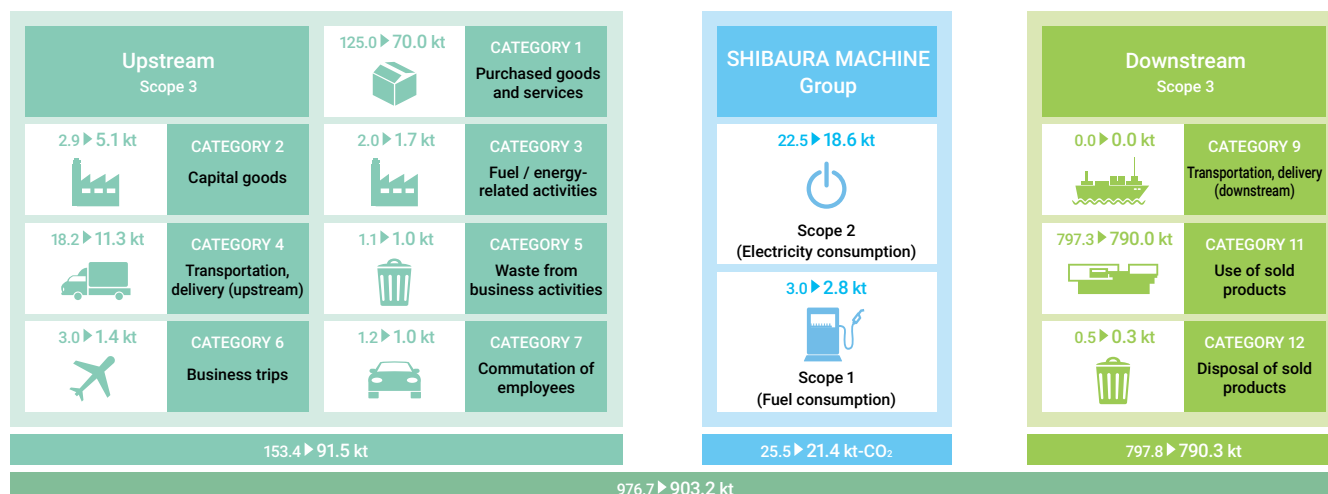 Upstream
Scope 3
125.0 ▶ 70.0 kt
CATEGORY 1
Purchased goods
and services
2.9 ▶ 5.1 kt
CATEGORY 2
Capital goods
2.0 ▶ 1.7 kt
CATEGORY 3
Fuel / energy-
related activities
18.2 ▶ 11.3 kt
CATEGORY 4
Transportation,
delivery (upstream)
1.1 ▶ 1.0 kt
CATEGORY 5
Waste from
business activities
3.0 ▶ 1.4 kt
CATEGORY 6
Business trips
1.2 ▶ 1.0 kt
CATEGORY 7
Commutation of
employees
153.4 ▶ 91.5 kt
SHIBAURA MACHINE
Group
22.5 ▶ 18.6 kt
Scope 2
(Electricity consumption)
3.0 ▶ 2.8 kt
Scope 1
(Fuel consumption)
25.5 ▶ 21.4 kt-CO₂
Downstream
Scope 3
0.0 ▶ 0.0 kt
CATEGORY 9
Transportation, delivery
(downstream)
797.3 ▶ 790.0 kt
CATEGORY 11
Use of sold
products
0.5 ▶ 0.3 kt
CATEGORY 12
Disposal of sold
products
797.8 ▶ 790.3 kt
976.7 ▶ 903.2 kt